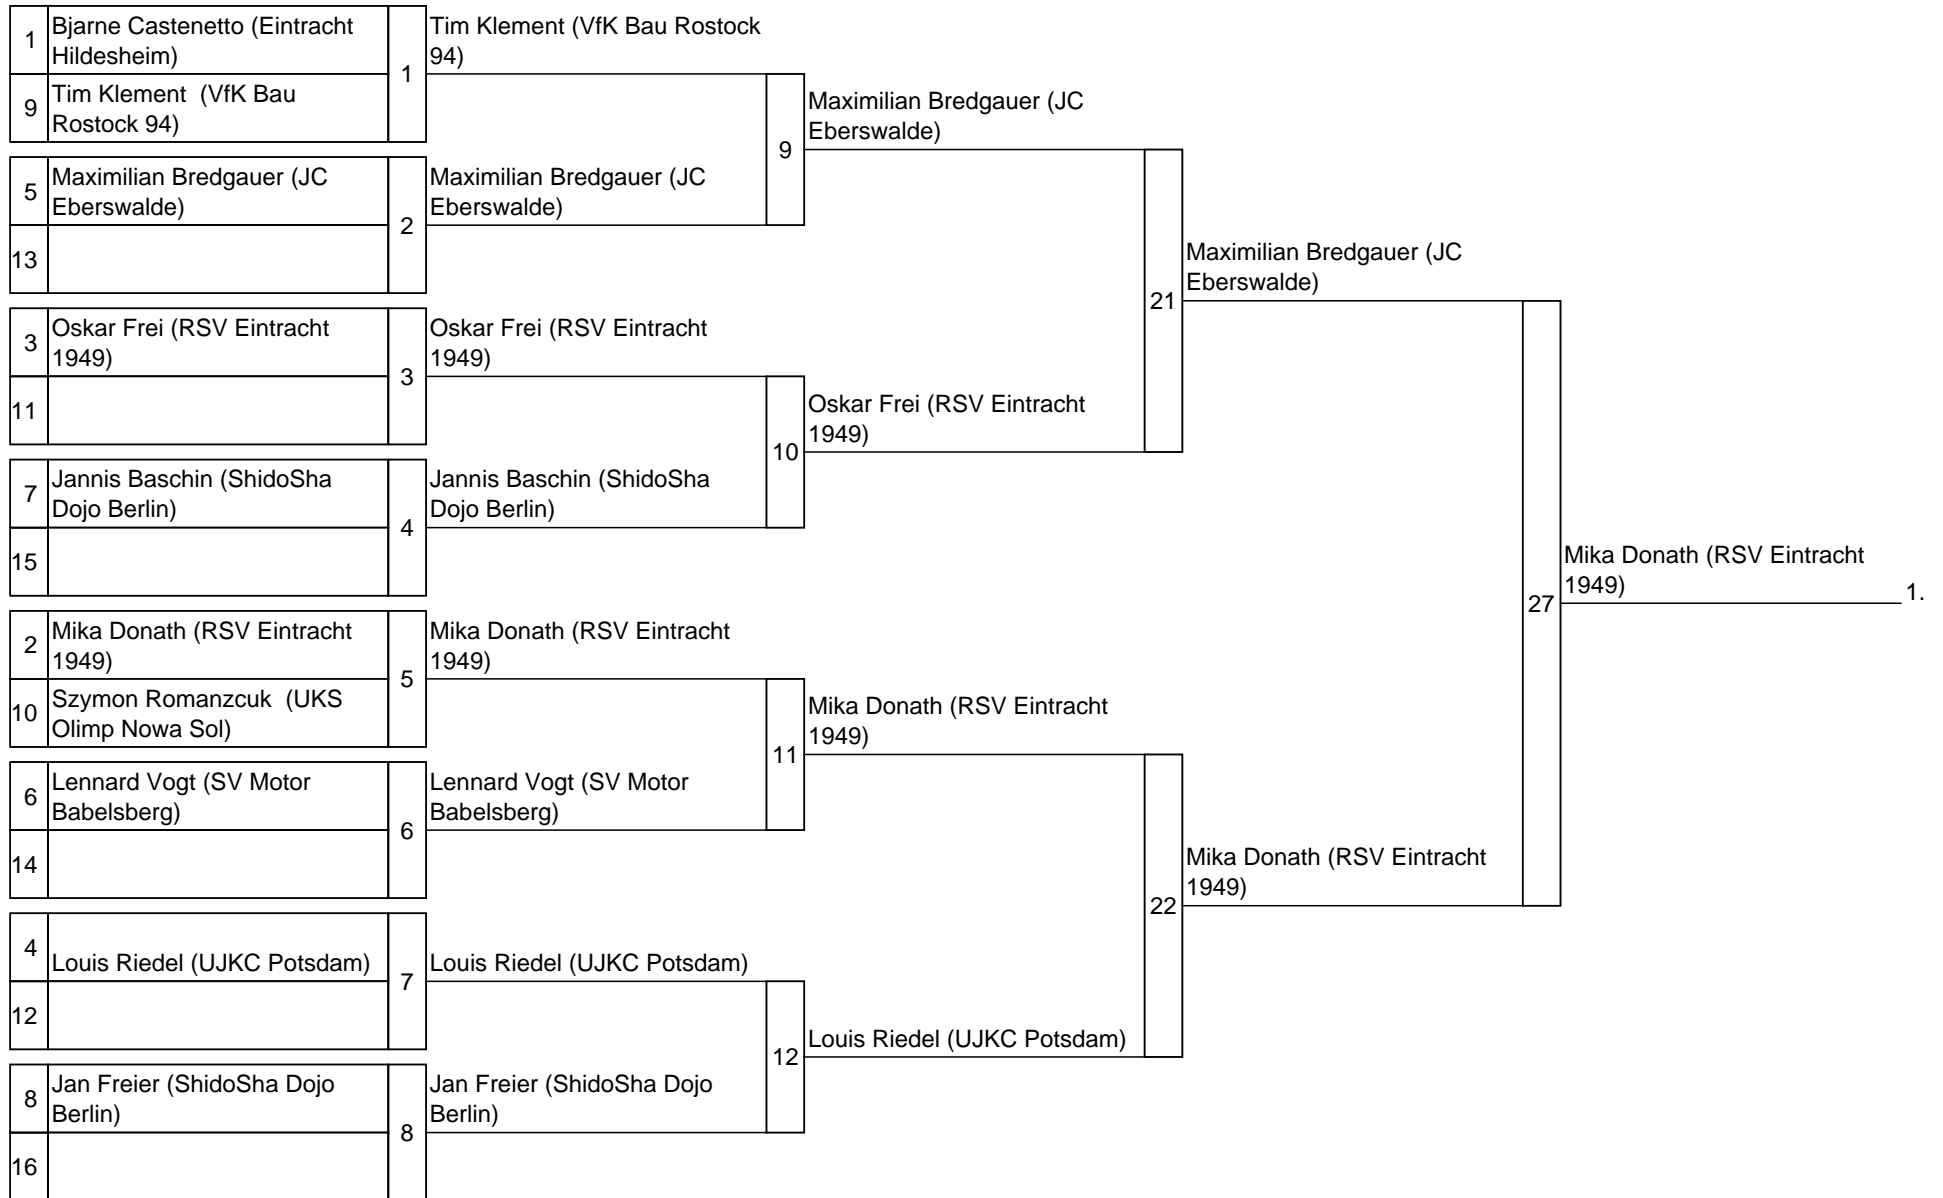 1
Bjarne Castenetto (Eintracht
Hildesheim)
9
Tim Klement  (VfK Bau
Rostock 94)
1
5
Maximilian Bredgauer (JC
Eberswalde)
13
2
3
Oskar Frei (RSV Eintracht
1949)
11
3
7
Jannis Baschin (ShidoSha
Dojo Berlin)
15
4
2
Mika Donath (RSV Eintracht
1949)
10
Szymon Romanzcuk  (UKS
Olimp Nowa Sol)
5
6
Lennard Vogt (SV Motor
Babelsberg)
14
6
4
Louis Riedel (UJKC Potsdam)
12
7
8
Jan Freier (ShidoSha Dojo
Berlin)
16
8
Tim Klement (VfK Bau Rostock
94)
Maximilian Bredgauer (JC
Eberswalde)
9
Oskar Frei (RSV Eintracht
1949)
Jannis Baschin (ShidoSha
Dojo Berlin)
10
Mika Donath (RSV Eintracht
1949)
Lennard Vogt (SV Motor
Babelsberg)
11
Louis Riedel (UJKC Potsdam)
Jan Freier (ShidoSha Dojo
Berlin)
12
Maximilian Bredgauer (JC
Eberswalde)
Oskar Frei (RSV Eintracht
1949)
21
Mika Donath (RSV Eintracht
1949)
Louis Riedel (UJKC Potsdam)
22
Maximilian Bredgauer (JC
Eberswalde)
Mika Donath (RSV Eintracht
1949)
27
Mika Donath (RSV Eintracht
1949)
1.